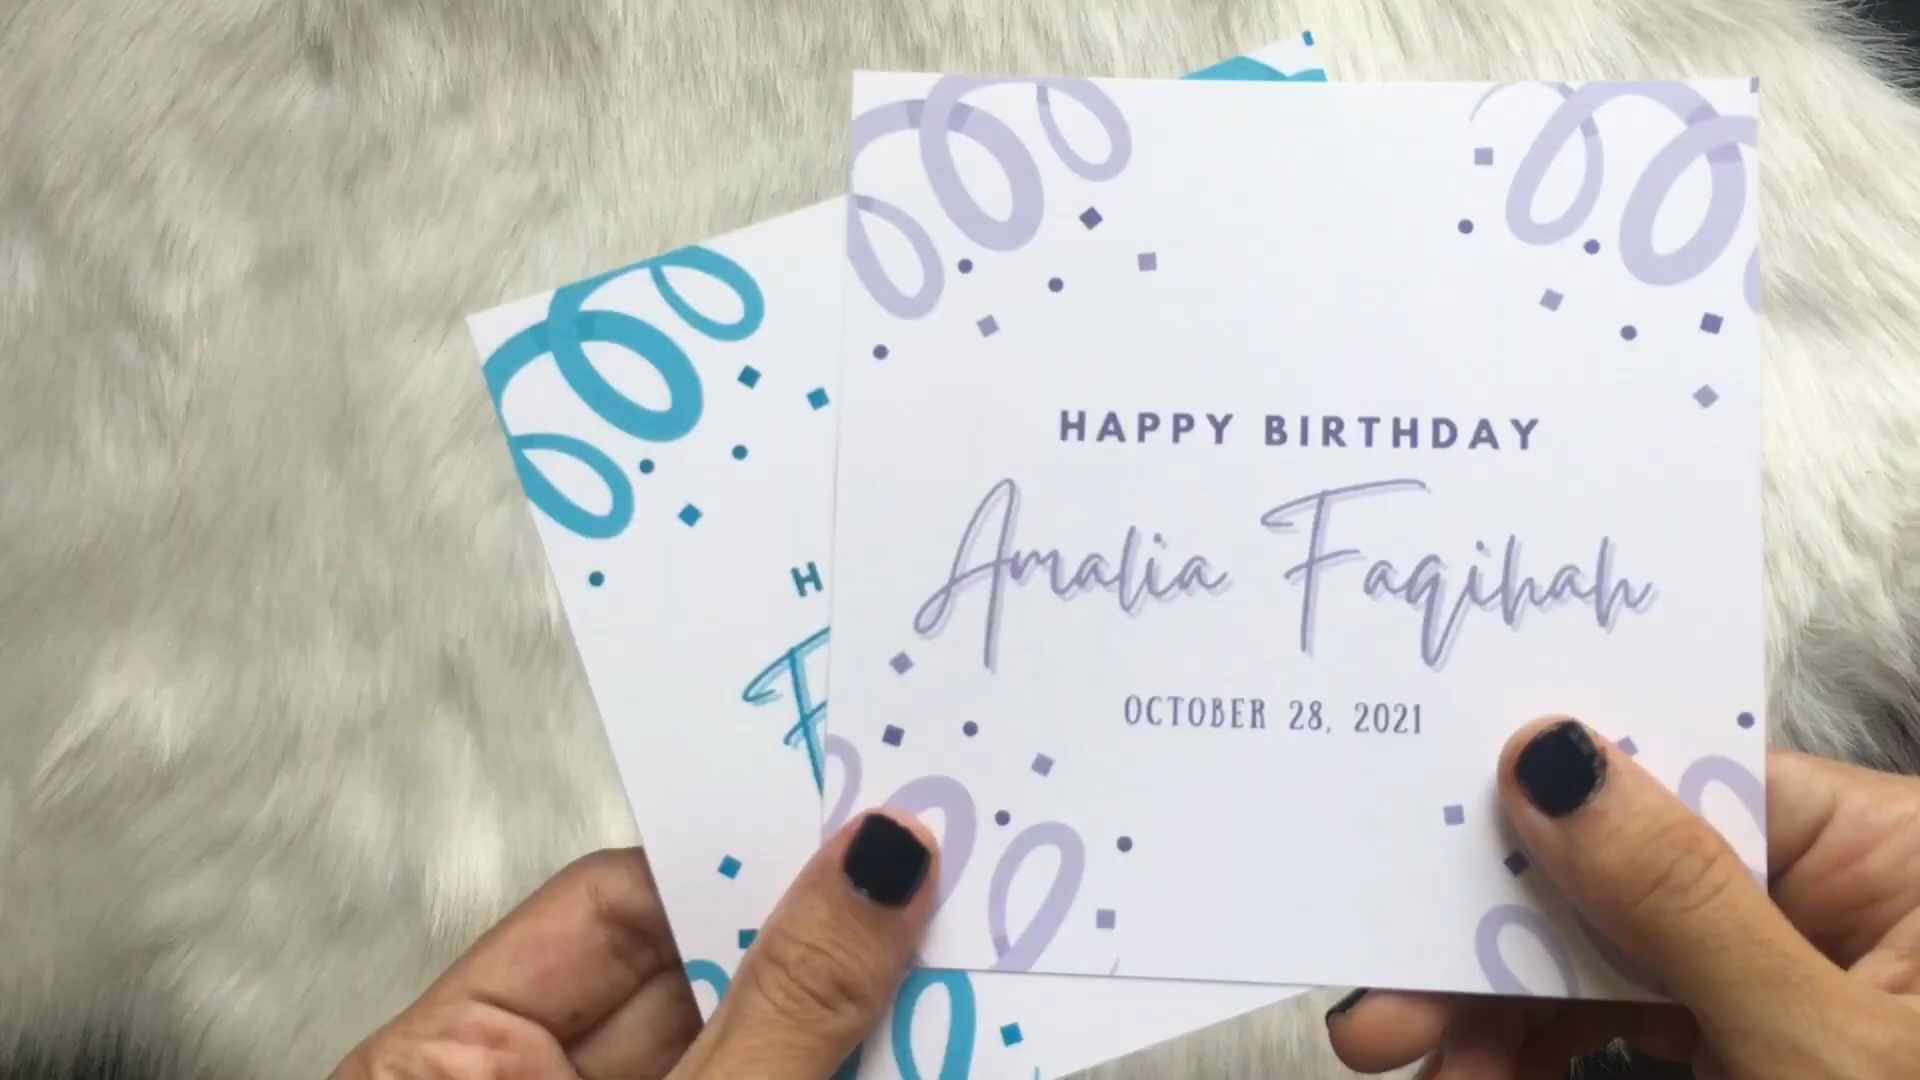 HAPPY BIRTHDAY
Amalia Faqihah
OCTOBER 28, 2021
H
F